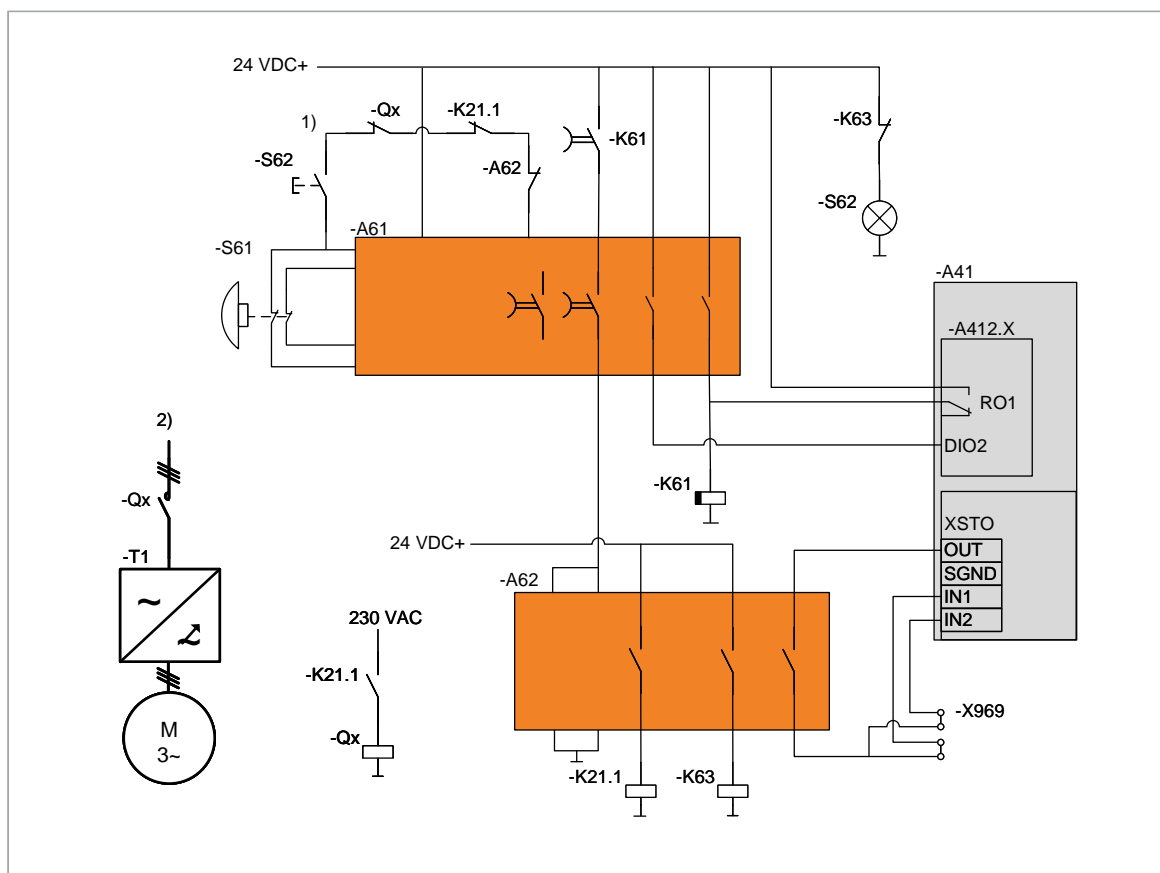 24 VDC+
-Qx
-K21.1
1)
-K63
-K61
-S62
-A62
-S62
-S61
-A61
-A41
-A412.X
RO1
2)
DIO2
-K61
-Qx
XSTO
24 VDC+
OUT
-T1
-A62
SGND
IN1
~
230 VAC
IN2
-K21.1
-X969
M
3~
-Qx
-K21.1
-K63